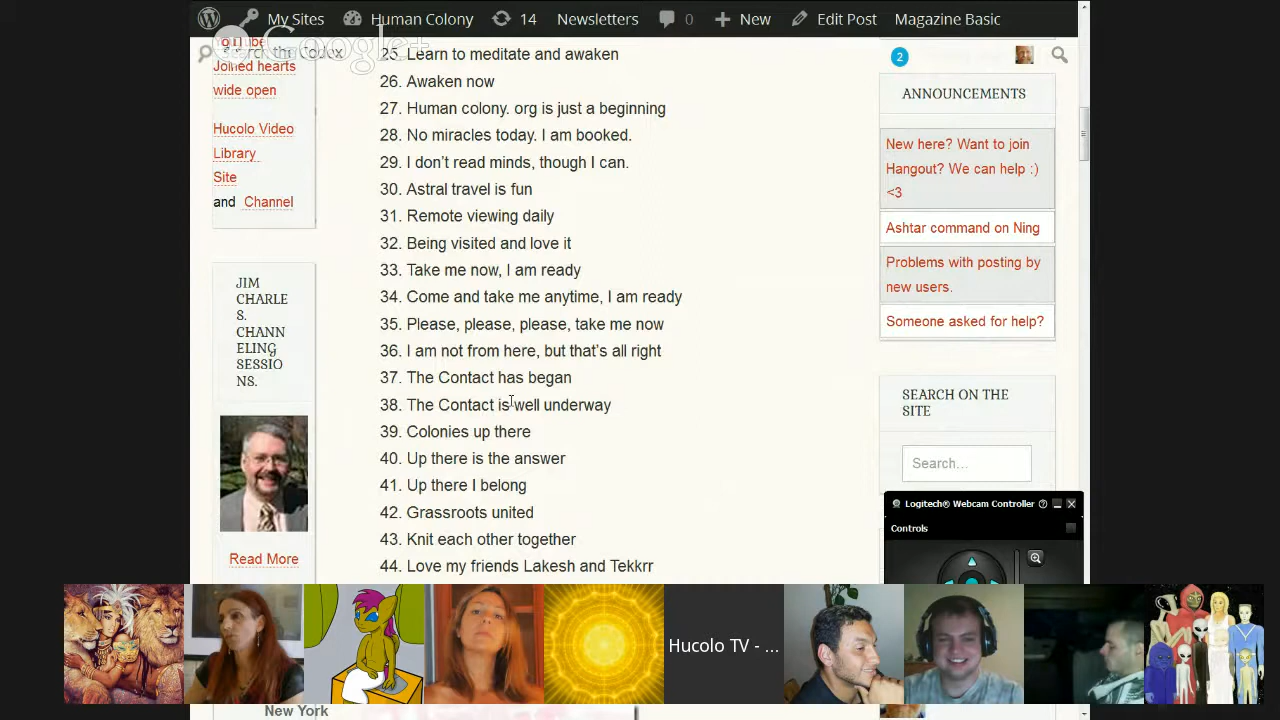 My Sites
Human Colony
14
Newsletters
0
New
Edit Post
Magazine Basic
Google+
Search the Codex
YouTube
Joined hearts
wide open
Hucolo Video
Library
Site
and Channel
JIM
CHARLE
S.
CHANN
ELING
SESSIO
NS.
Read More
New York
25. Learn to meditate and awaken
26. Awaken now
27. Human colony. org is just a beginning
28. No miracles today. I am booked.
29. I don't read minds, though I can.
30. Astral travel is fun
31. Remote viewing daily
32. Being visited and love it
33. Take me now, I am ready
34. Come and take me anytime, I am ready
35. Please, please, please, take me now
36. I am not from here, but that's all right
37. The Contact has began
38. The Contact is well underway
39. Colonies up there
40. Up there is the answer
41. Up there I belong
42. Grassroots united
43. Knit each other together
44. Love my friends Lakesh and Tekkrr
2
ANNOUNCEMENTS
New here? Want to join
Hangout? We can help :)
<3
Ashtar command on Ning
Problems with posting by
new users.
Someone asked for help?
SEARCH ON THE
SITE
Search...
Logitech® Webcam Controller
Controls
Hucolo TV - ...